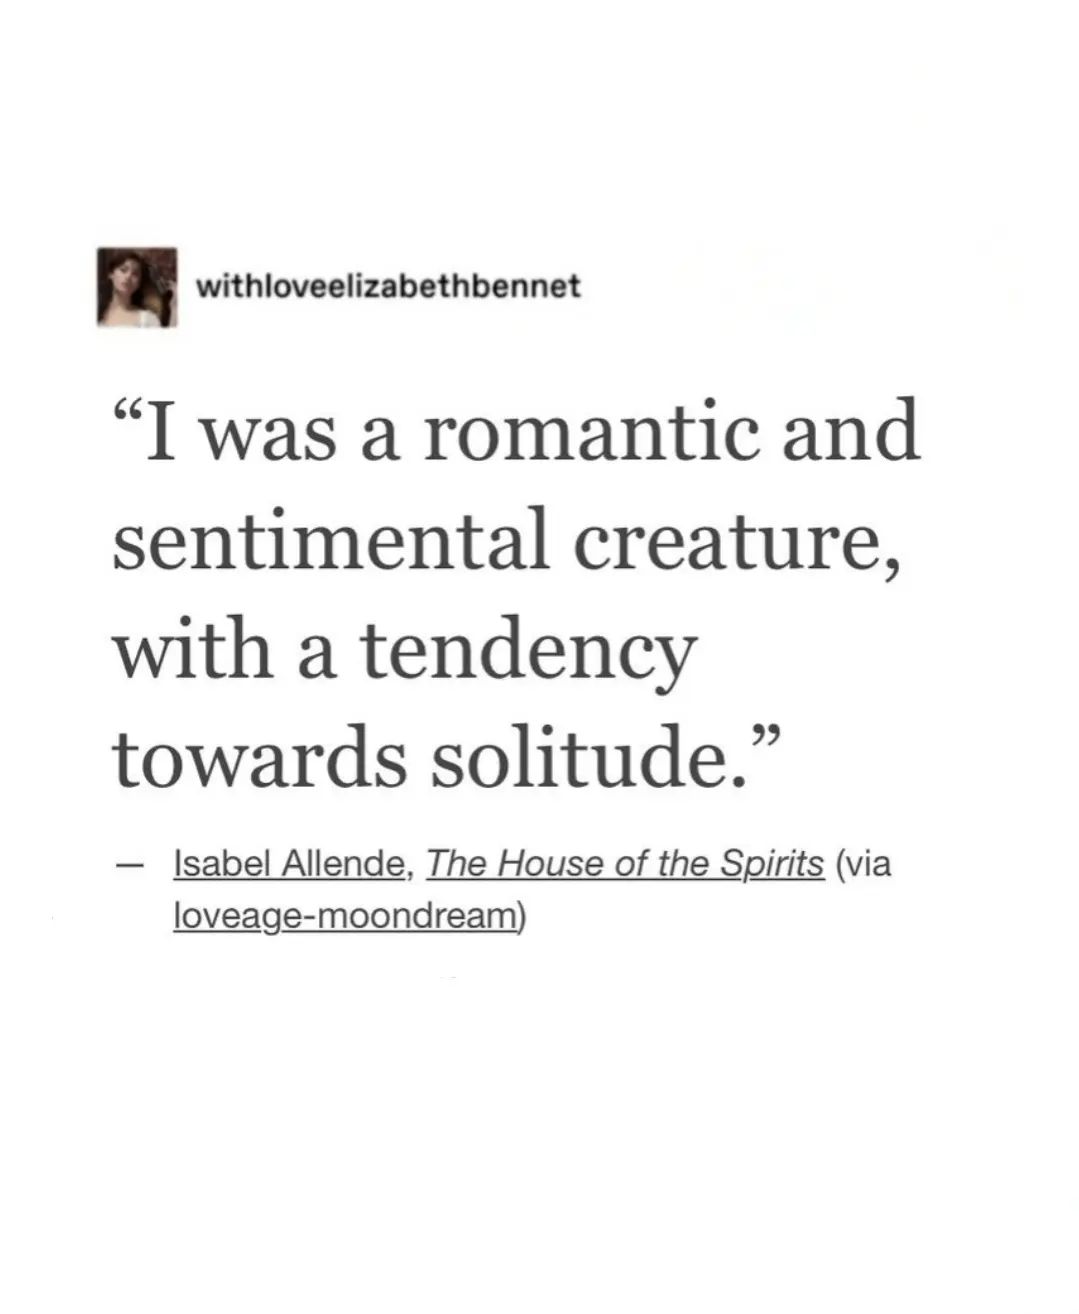 withloveelizabethbennet
“I was a romantic and
sentimental creature,
with a tendency
towards solitude.”
— Isabel Allende, The House of the Spirits (via
loveage-moondream)